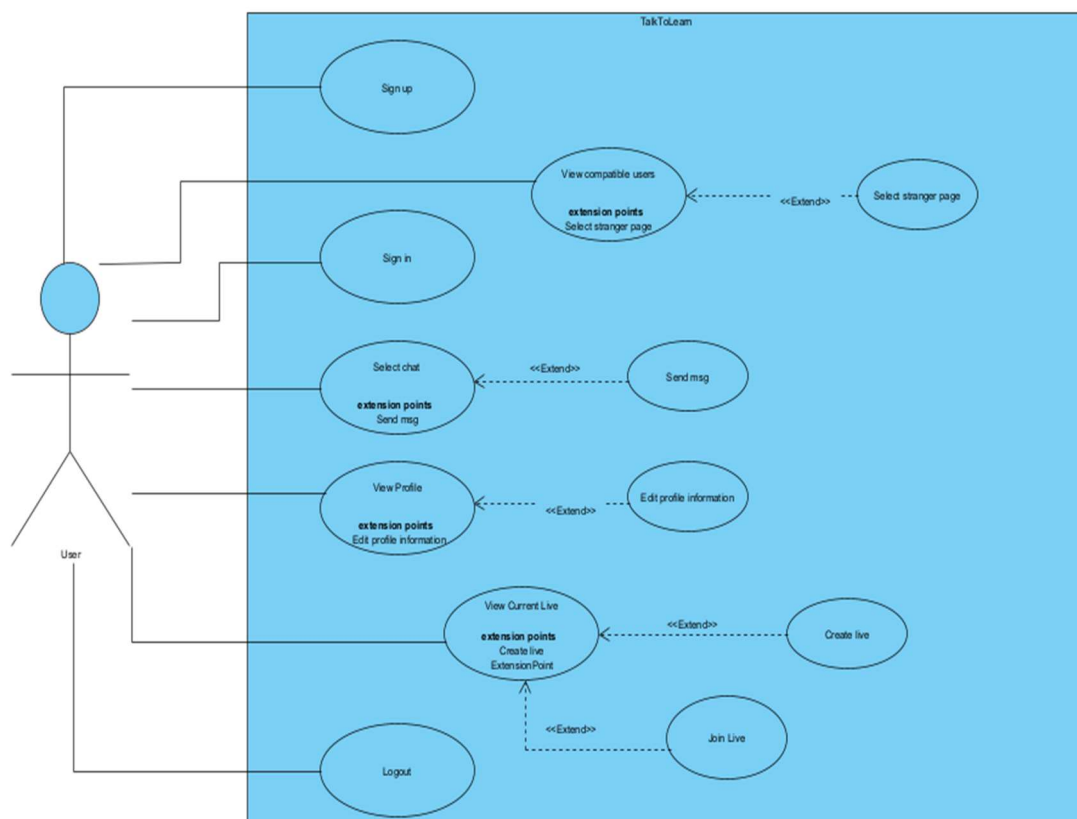 TalkToLearn
Sign up
View compatible users
extension points
Select stranger page
<<Extend>>
Select stranger page
Sign in
Select chat
extension points
Send msg
<<Extend>>
Send msg
View Profile
extension points
Edit profile information
<<Extend>>
Edit profile information
User
View Current Live
extension points
Create live
ExtensionPoint
<<Extend>>
Create live
<<Extend>>
Join Live
Logout